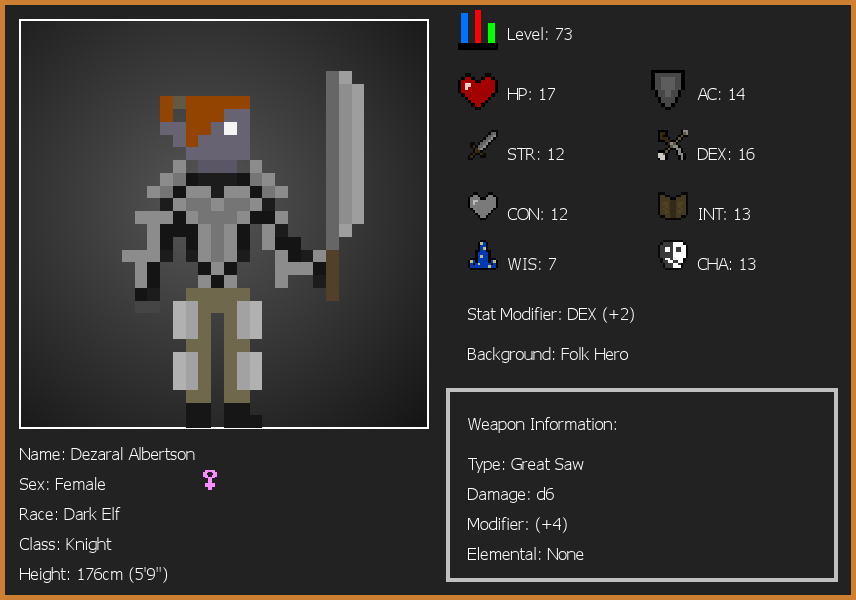 Level: 73
HP: 17
AC: 14
STR: 12
DEX: 16
CON: 12
INT: 13
WIS: 7
CHA: 13
Stat Modifier: DEX (+2)
Background: Folk Hero
Weapon Information:
Type: Great Saw
Damage: d6
Modifier: (+4)
Elemental: None
Name: Dezaral Albertson
Sex: Female
Race: Dark Elf
Class: Knight
Height: 176cm (5'9")